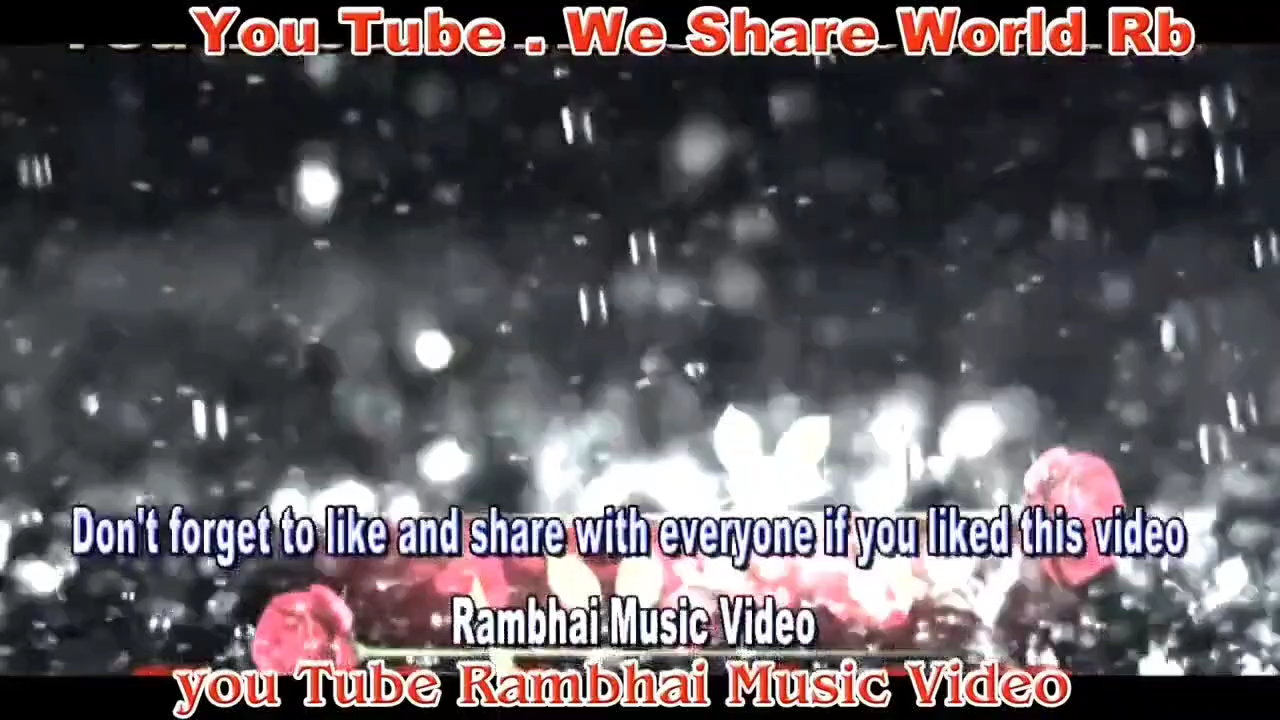 You Tube . We Share World Rb
Don't forget to like and share with everyone if you liked this video
Rambhai Music Video
you Tube Rambhai Music Video